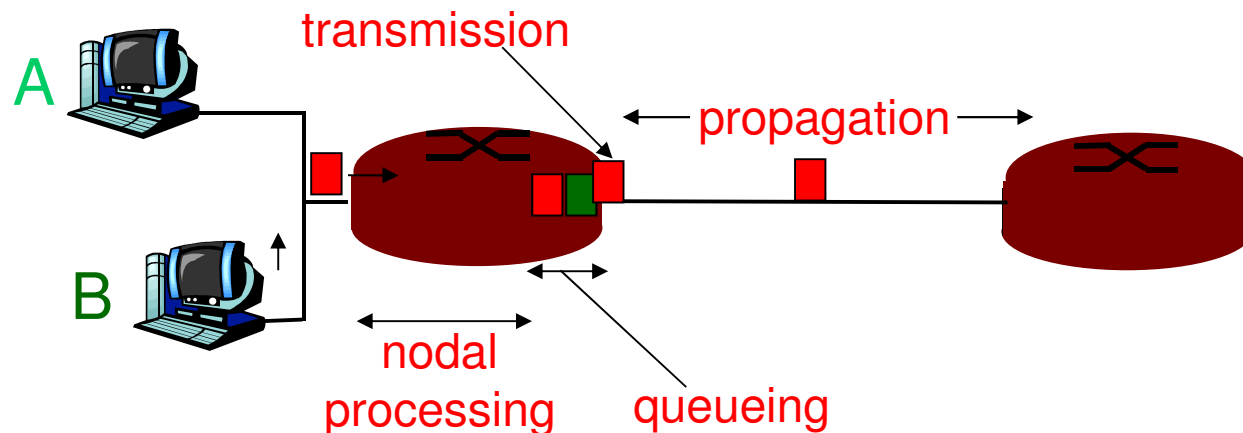 transmission
A
propagation
B
nodal
processing
queueing